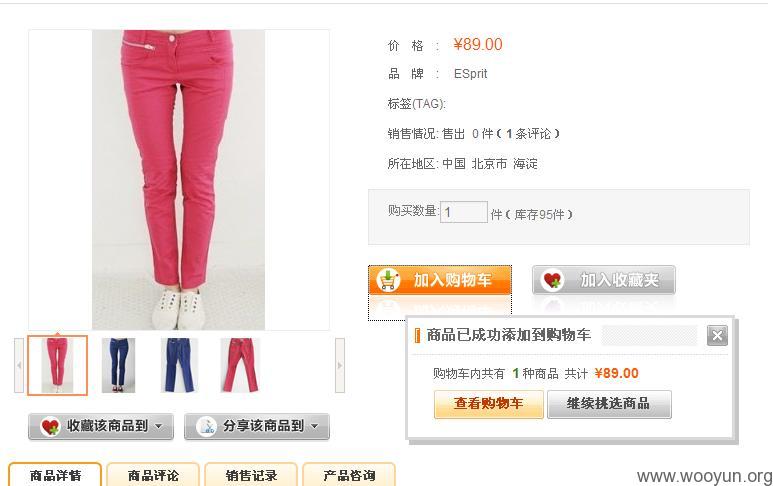 价 格 : ¥89.00
品 牌 : ESprit
标签(TAG):
销售情况: 售出 0 件 ( 1 条评论 )
所在地区: 中国 北京市 海淀
购买数量: 1 件 ( 库存95件 )
加入购物车 加入收藏夹
商品已成功添加到购物车
购物车内共有 1 种商品 共计 ¥89.00
查看购物车 继续挑选商品
收藏该商品到 分享该商品到
商品详情 商品评论 销售记录 产品咨询
www.wooyun.org